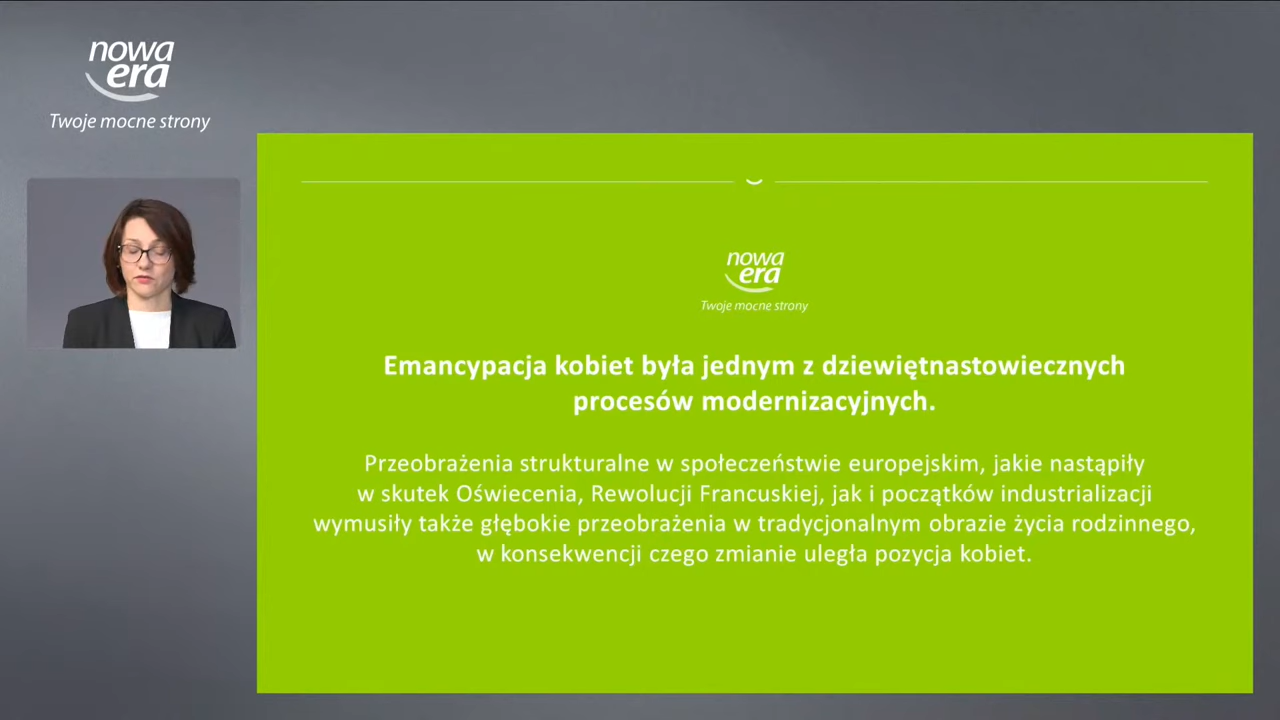 nowa
era
Twoje mocne strony
nowa
era
Twoje mocne strony
Emancypacja kobiet była jednym z dziewiętnastowiecznych
procesów modernizacyjnych.
Przeobrażenia strukturalne w społeczeństwie europejskim, jakie nastąpiły
w skutek Oświecenia, Rewolucji Francuskiej, jak i początków industrializacji
wymusiły także głębokie przeobrażenia w tradycjonalnym obrazie życia rodzinnego,
w konsekwencji czego zmianie uległa pozycja kobiet.